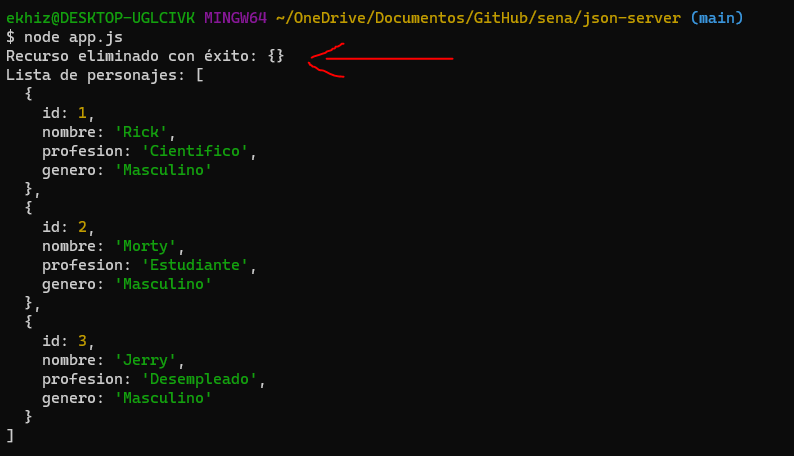 ekhiz@DESKTOP-UGLCIVK MINGW64 ~/OneDrive/Documentos/GitHub/sena/json-server (main)
$ node app.js
Recurso eliminado con éxito: {}
Lista de personajes: [
  {
    id: 1,
    nombre: 'Rick',
    profesion: 'Cientifico',
    genero: 'Masculino'
  },
  {
    id: 2,
    nombre: 'Morty',
    profesion: 'Estudiante',
    genero: 'Masculino'
  },
  {
    id: 3,
    nombre: 'Jerry',
    profesion: 'Desempleado',
    genero: 'Masculino'
  }
]